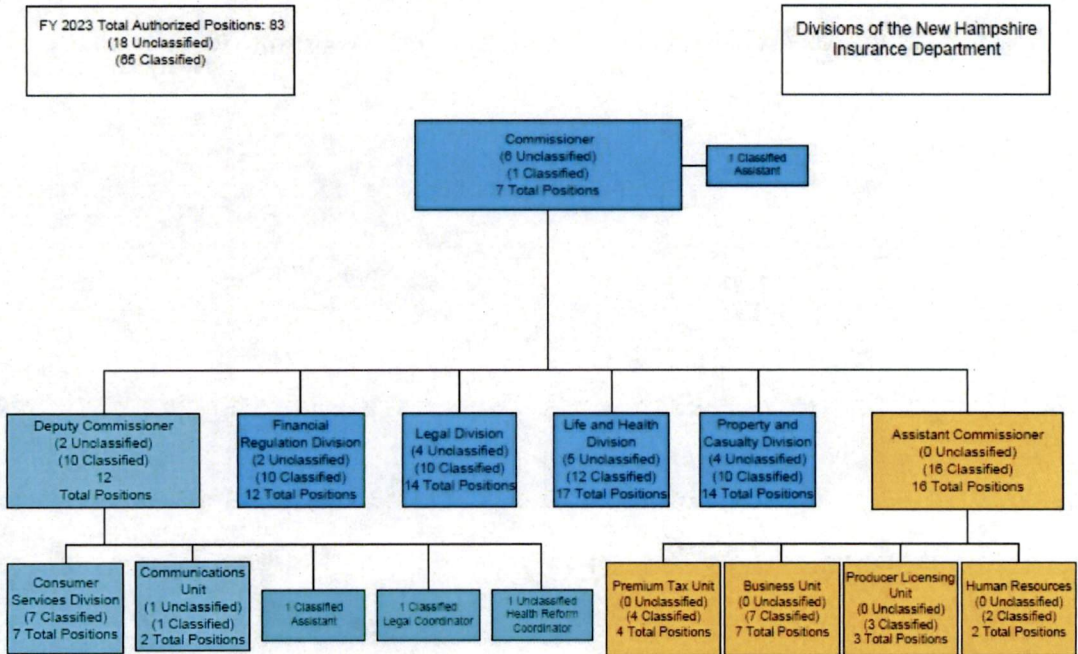 FY 2023 Total Authorized Positions: 83
(18 Unclassified)
(65 Classified)
Divisions of the New Hampshire
Insurance Department
Commissioner
(6 Unclassified)
(1 Classified)
7 Total Positions
1 Classified
Assistant
Deputy Commissioner
(2 Unclassified)
(10 Classified)
12
Total Positions
Financial
Regulation Division
(2 Unclassified)
(10 Classified)
12 Total Positions
Legal Division
(4 Unclassified)
(10 Classified)
14 Total Positions
Life and Health
Division
(5 Unclassified)
(12 Classified)
17 Total Positions
Property and
Casualty Division
(4 Unclassified)
(10 Classified)
14 Total Positions
Assistant Commissioner
(0 Unclassified)
(16 Classified)
16 Total Positions
Consumer
Services Division
(7 Classified)
7 Total Positions
Communications
Unit
(1 Unclassified)
(1 Classified)
2 Total Positions
1 Classified
Assistant
1 Classified
Legal Coordinator
1 Unclassified
Health Reform
Coordinator
Premium Tax Unit
(0 Unclassified)
(4 Classified)
4 Total Positions
Business Unit
(0 Unclassified)
(7 Classified)
7 Total Positions
Producer Licensing
Unit
(0 Unclassified)
(3 Classified)
3 Total Positions
Human Resources
(0 Unclassified)
(2 Classified)
2 Total Positions